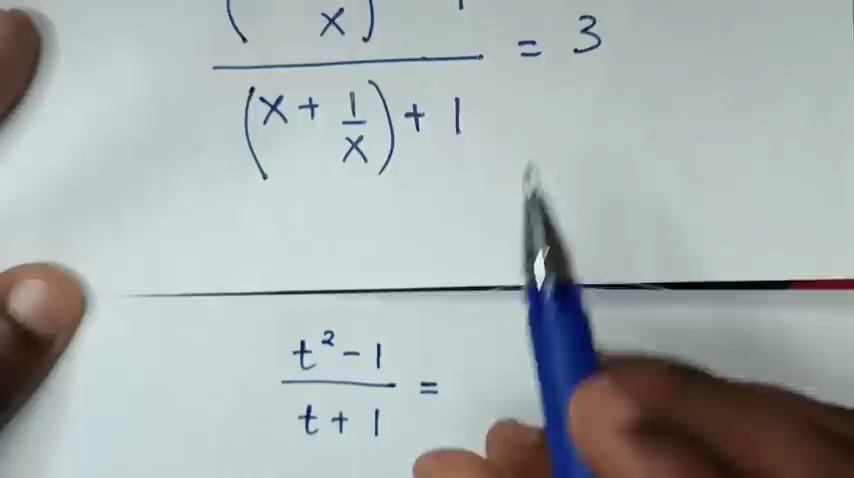 ( x )
―――― = 3
(x + 1/x) + 1
t² - 1
―――― =
t + 1